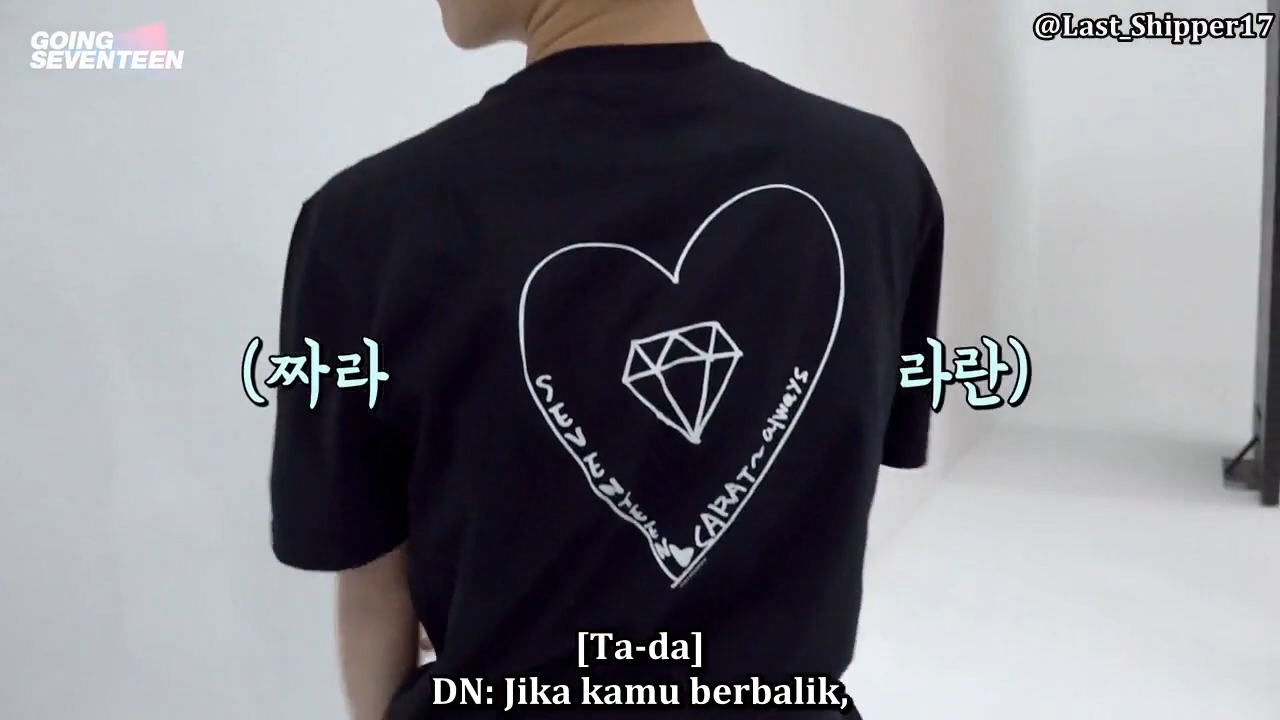 GOING
SEVENTEEN
@Last_Shipper17
(짜라
라란)
SEVENTEEN♥CARAT~always
[Ta-da]
DN: Jika kamu berbalik,